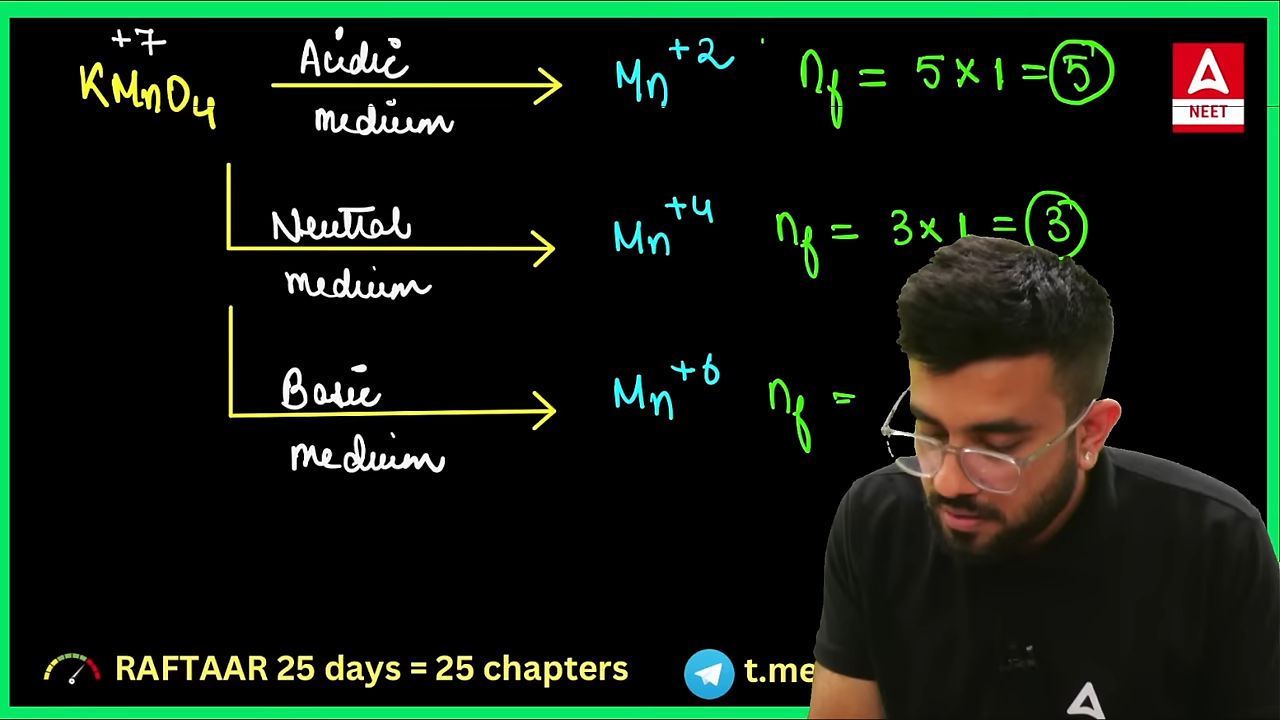 +7
KMnO4 Acidic medium Mn+2 nf = 5 × 1 = 5
NEET
Neutral medium Mn+4 nf = 3 × 1 = 3
Basic medium Mn+6 nf =
RAFTAAR 25 days = 25 chapters
t.me